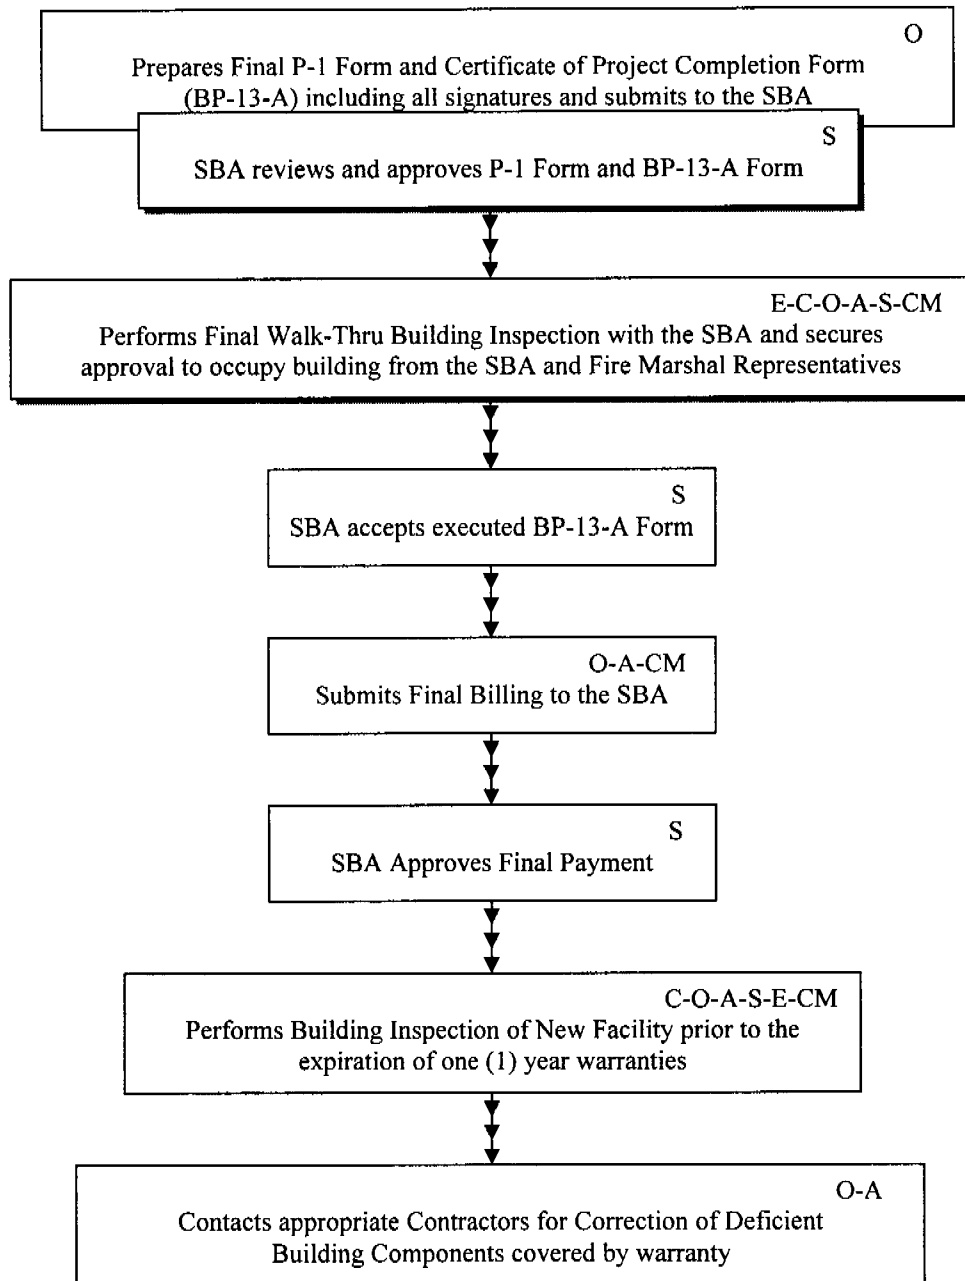 O
Prepares Final P-1 Form and Certificate of Project Completion Form
(BP-13-A) including all signatures and submits to the SBA
S
SBA reviews and approves P-1 Form and BP-13-A Form
E-C-O-A-S-CM
Performs Final Walk-Thru Building Inspection with the SBA and secures
approval to occupy building from the SBA and Fire Marshal Representatives
S
SBA accepts executed BP-13-A Form
O-A-CM
Submits Final Billing to the SBA
S
SBA Approves Final Payment
C-O-A-S-E-CM
Performs Building Inspection of New Facility prior to the
expiration of one (1) year warranties
O-A
Contacts appropriate Contractors for Correction of Deficient
Building Components covered by warranty